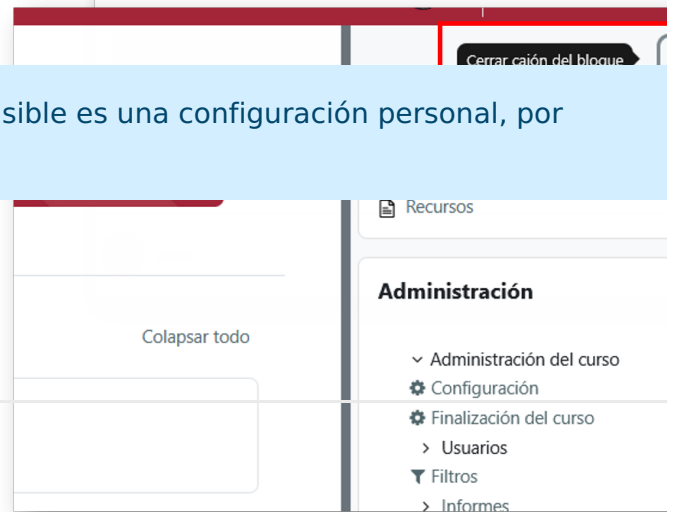 Cerrar cajón del bloque
sible es una configuración personal, por
Recursos
Administración
Colapsar todo
Administración del curso
Configuración
Finalización del curso
Usuarios
Filtros
Informes